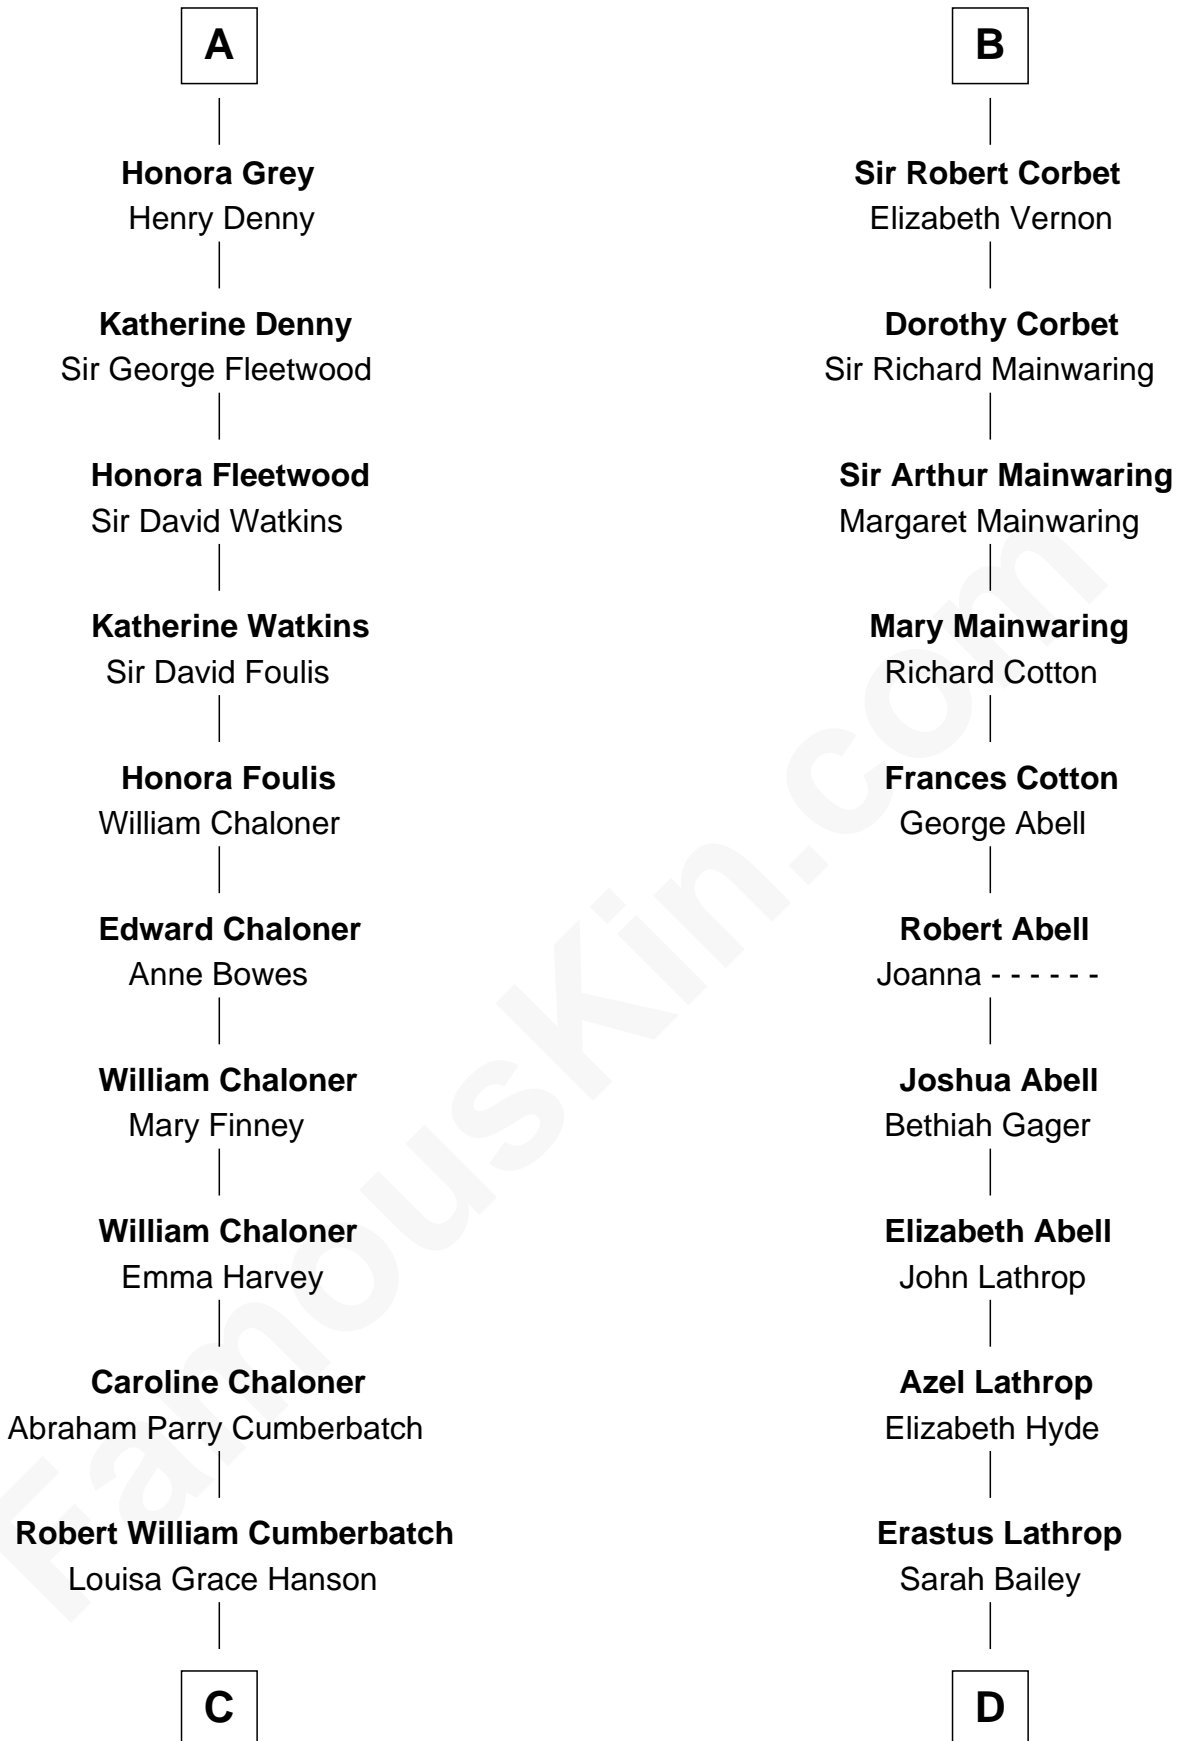 A
Honora Grey
Henry Denny
Katherine Denny
Sir George Fleetwood
Honora Fleetwood
Sir David Watkins
Katherine Watkins
Sir David Foulis
Honora Foulis
William Chaloner
Edward Chaloner
Anne Bowes
William Chaloner
Mary Finney
William Chaloner
Emma Harvey
Caroline Chaloner
Abraham Parry Cumberbatch
Robert William Cumberbatch
Louisa Grace Hanson
C
B
Sir Robert Corbet
Elizabeth Vernon
Dorothy Corbet
Sir Richard Mainwaring
Sir Arthur Mainwaring
Margaret Mainwaring
Mary Mainwaring
Richard Cotton
Frances Cotton
George Abell
Robert Abell
Joanna - - - - - -
Joshua Abell
Bethiah Gager
Elizabeth Abell
John Lathrop
Azel Lathrop
Elizabeth Hyde
Erastus Lathrop
Sarah Bailey
D
FamousKin.com